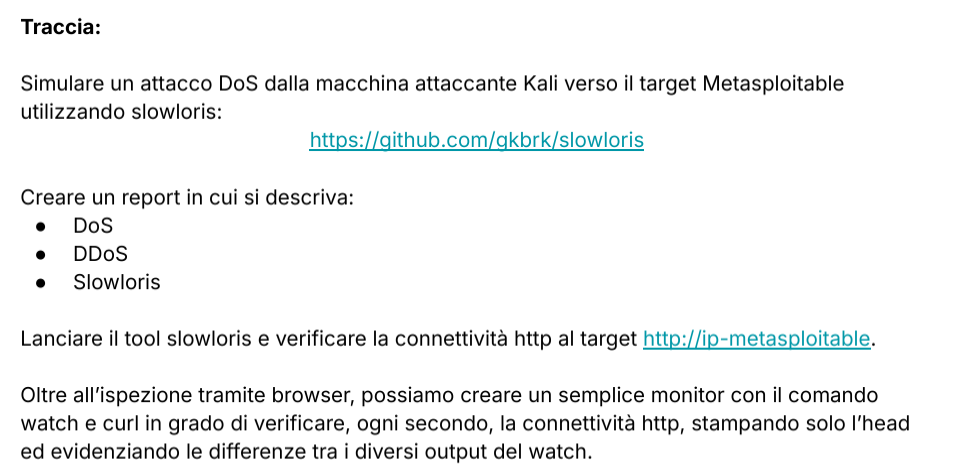 Traccia:
Simulare un attacco DoS dalla macchina attaccante Kali verso il target Metasploitable
utilizzando slowloris:
https://github.com/gkbrk/slowloris
Creare un report in cui si descriva:
● DoS
● DDoS
● Slowloris
Lanciare il tool slowloris e verificare la connettività http al target http://ip-metasploitable.
Oltre all’ispezione tramite browser, possiamo creare un semplice monitor con il comando
watch e curl in grado di verificare, ogni secondo, la connettività http, stampando solo l’head
ed evidenziando le differenze tra i diversi output del watch.